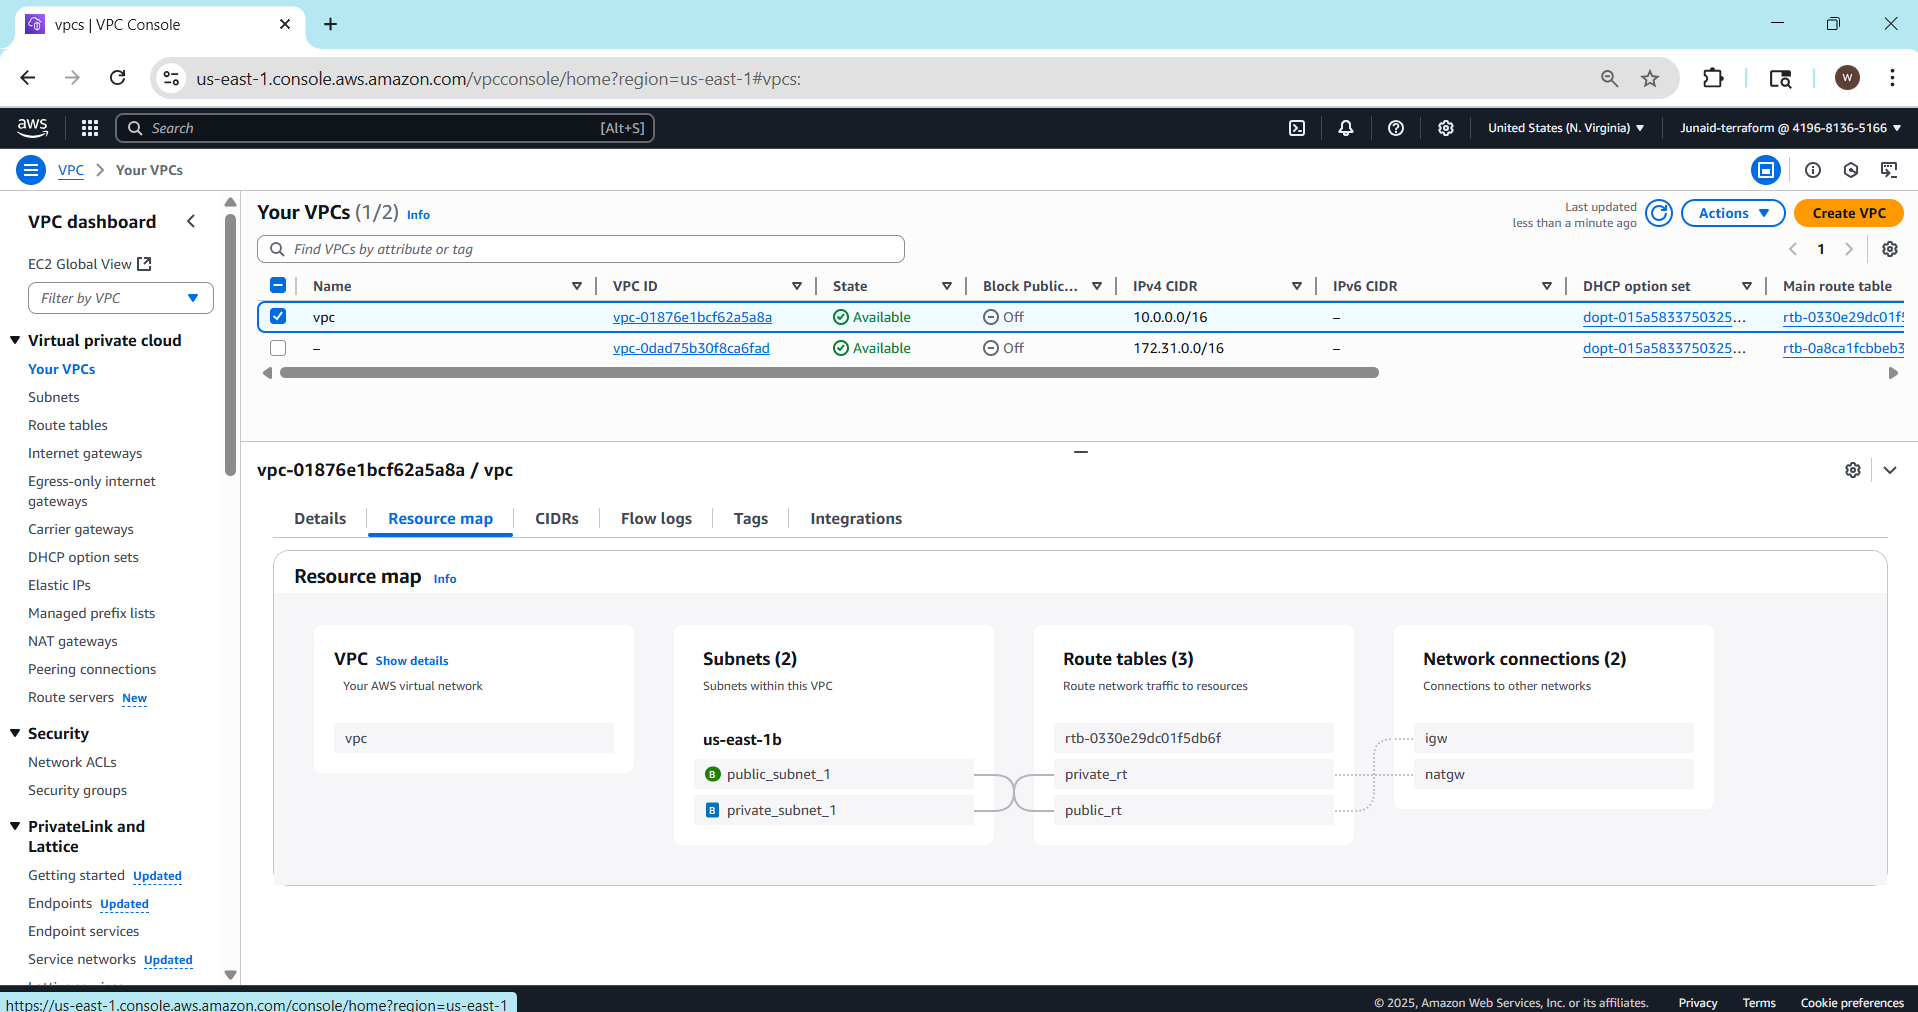 vpcs | VPC Console
us-east-1.console.aws.amazon.com/vpcconsole/home?region=us-east-1#vpcs:
W
aws
Search
[Alt+S]
United States (N. Virginia)
Junaid-terraform @ 4196-8136-5166
VPC
Your VPCs
VPC dashboard
EC2 Global View
Filter by VPC
Virtual private cloud
Your VPCs
Subnets
Route tables
Internet gateways
Egress-only internet
gateways
Carrier gateways
DHCP option sets
Elastic IPs
Managed prefix lists
NAT gateways
Peering connections
Route servers New
Security
Network ACLs
Security groups
PrivateLink and
Lattice
Getting started Updated
Endpoints Updated
Endpoint services
Service networks Updated
Your VPCs (1/2) Info
Last updated
less than a minute ago
Actions
Create VPC
Find VPCs by attribute or tag
1
Name VPC ID State Block Public... IPv4 CIDR IPv6 CIDR DHCP option set Main route table
vpc vpc-01876e1bcf62a5a8a Available Off 10.0.0.0/16 – dopt-015a5833750325... rtb-0330e29dc01f5
– vpc-0dad75b30f8ca6fad Available Off 172.31.0.0/16 – dopt-015a5833750325... rtb-0a8ca1fcbbeb3
vpc-01876e1bcf62a5a8a / vpc
Details Resource map CIDRs Flow logs Tags Integrations
Resource map Info
VPC Show details
Your AWS virtual network
vpc
Subnets (2)
Subnets within this VPC
us-east-1b
B public_subnet_1
B private_subnet_1
Route tables (3)
Route network traffic to resources
rtb-0330e29dc01f5db6f
private_rt
public_rt
Network connections (2)
Connections to other networks
igw
natgw
https://us-east-1.console.aws.amazon.com/console/home?region=us-east-1
© 2025, Amazon Web Services, Inc. or its affiliates.
Privacy
Terms
Cookie preferences